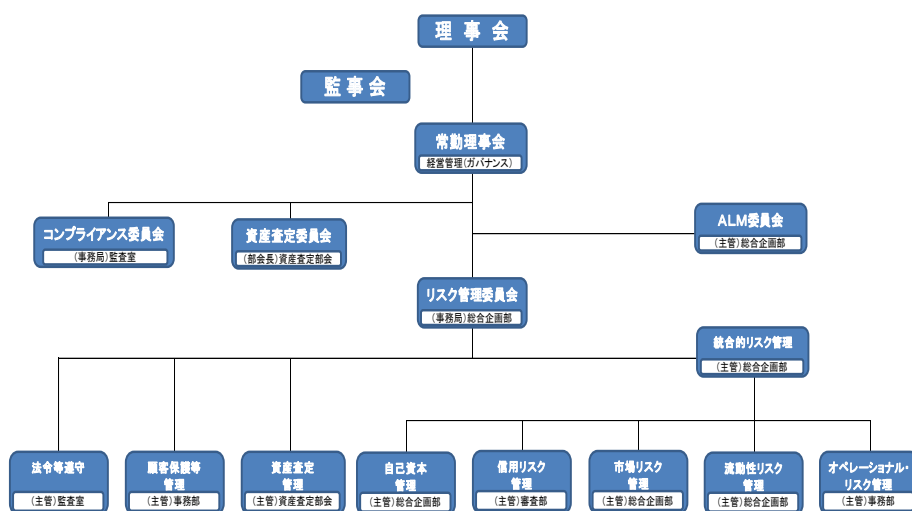 理事会
監事会
常勤理事会
経営管理(ガバナンス)
コンプライアンス委員会
(事務局)監査室
資産査定委員会
(部会長)資産査定部会
ALM委員会
(主管)総合企画部
リスク管理委員会
(事務局)総合企画部
統合的リスク管理
(主管)総合企画部
法令等遵守
(主管)監査室
顧客保護等
管理
(主管)事務部
資産査定
管理
(主管)資産査定部会
自己資本
管理
(主管)総合企画部
信用リスク
管理
(主管)審査部
市場リスク
管理
(主管)総合企画部
流動性リスク
管理
(主管)総合企画部
オペレーショナル・
リスク管理
(主管)事務部